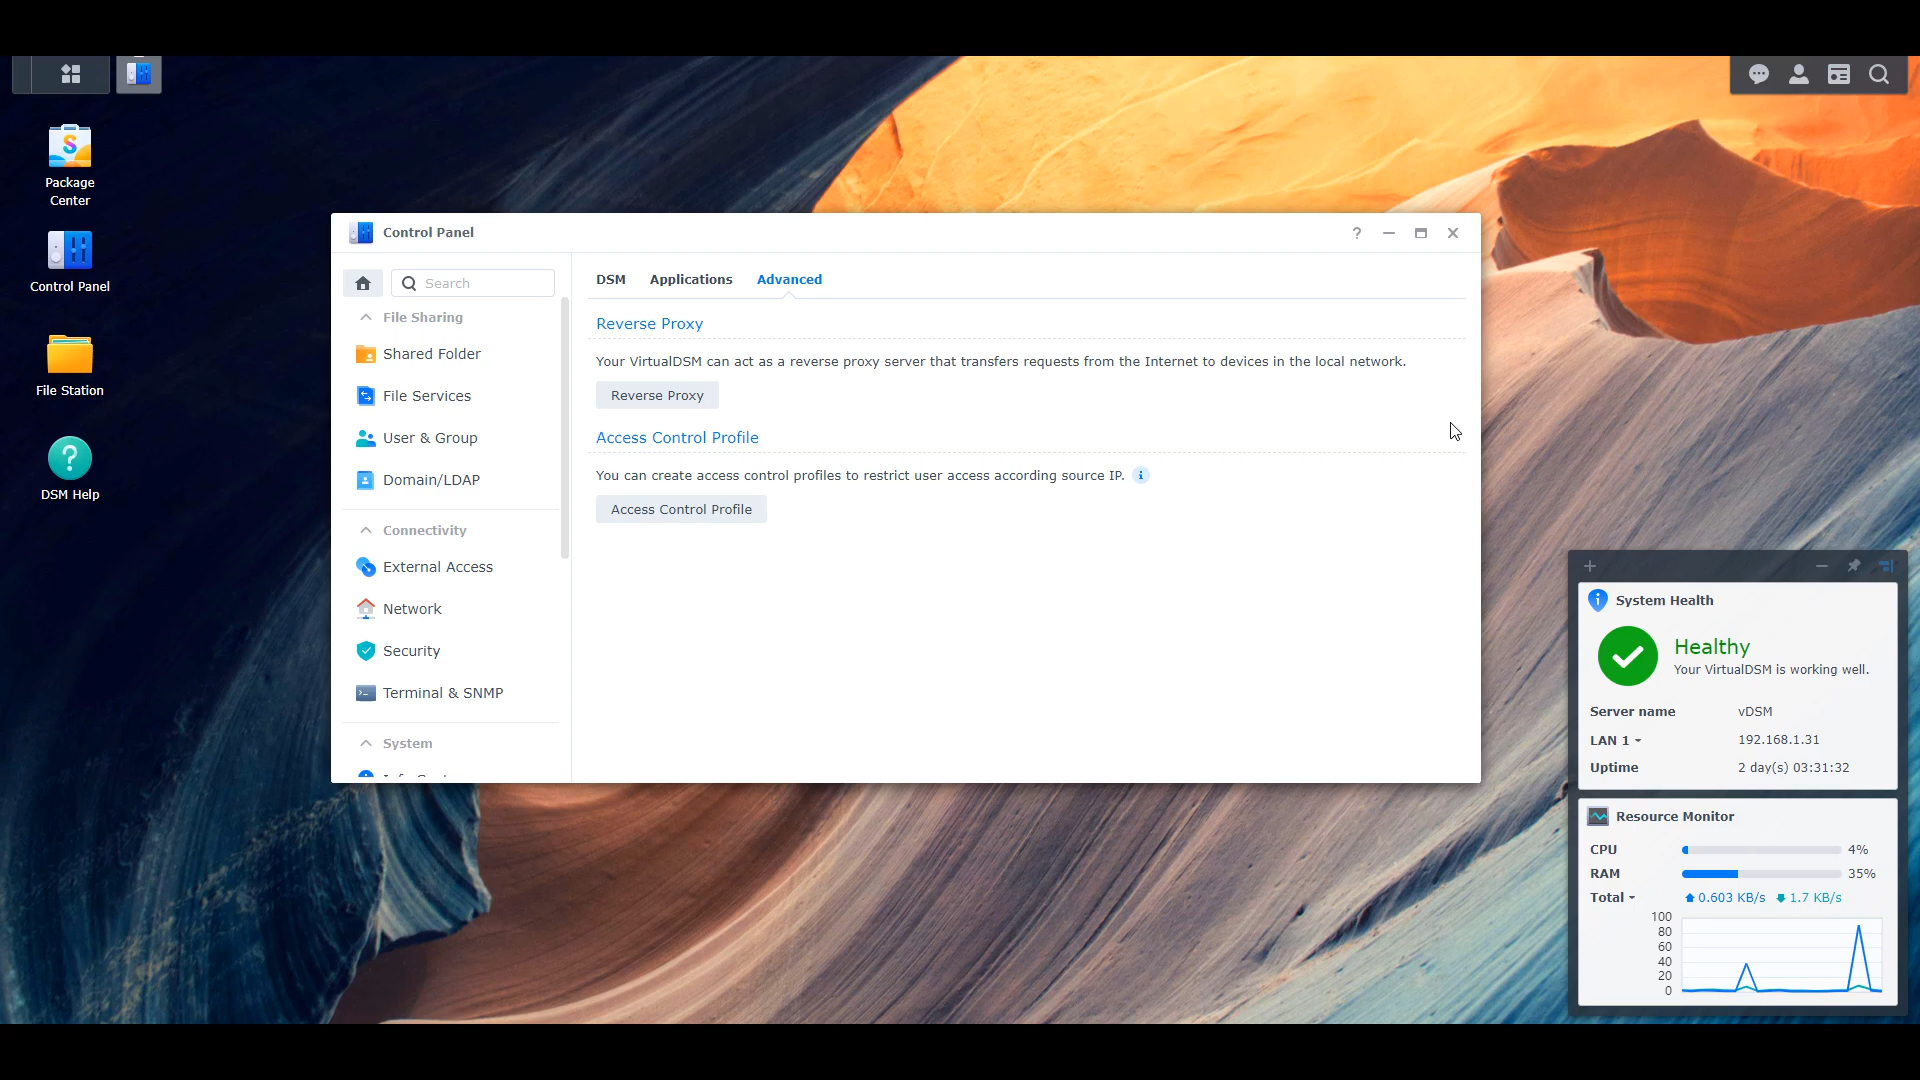 Package
Center
Control Panel
File Station
DSM Help
Control Panel
Search
File Sharing
Shared Folder
File Services
User & Group
Domain/LDAP
Connectivity
External Access
Network
Security
Terminal & SNMP
System
DSM Applications Advanced
Reverse Proxy
Your VirtualDSM can act as a reverse proxy server that transfers requests from the Internet to devices in the local network.
Reverse Proxy
Access Control Profile
You can create access control profiles to restrict user access according source IP.
Access Control Profile
System Health
Healthy
Your VirtualDSM is working well.
Server name vDSM
LAN 1 192.168.1.31
Uptime 2 day(s) 03:31:32
Resource Monitor
CPU 4%
RAM 35%
Total 0.603 KB/s 1.7 KB/s
100
80
60
40
20
0